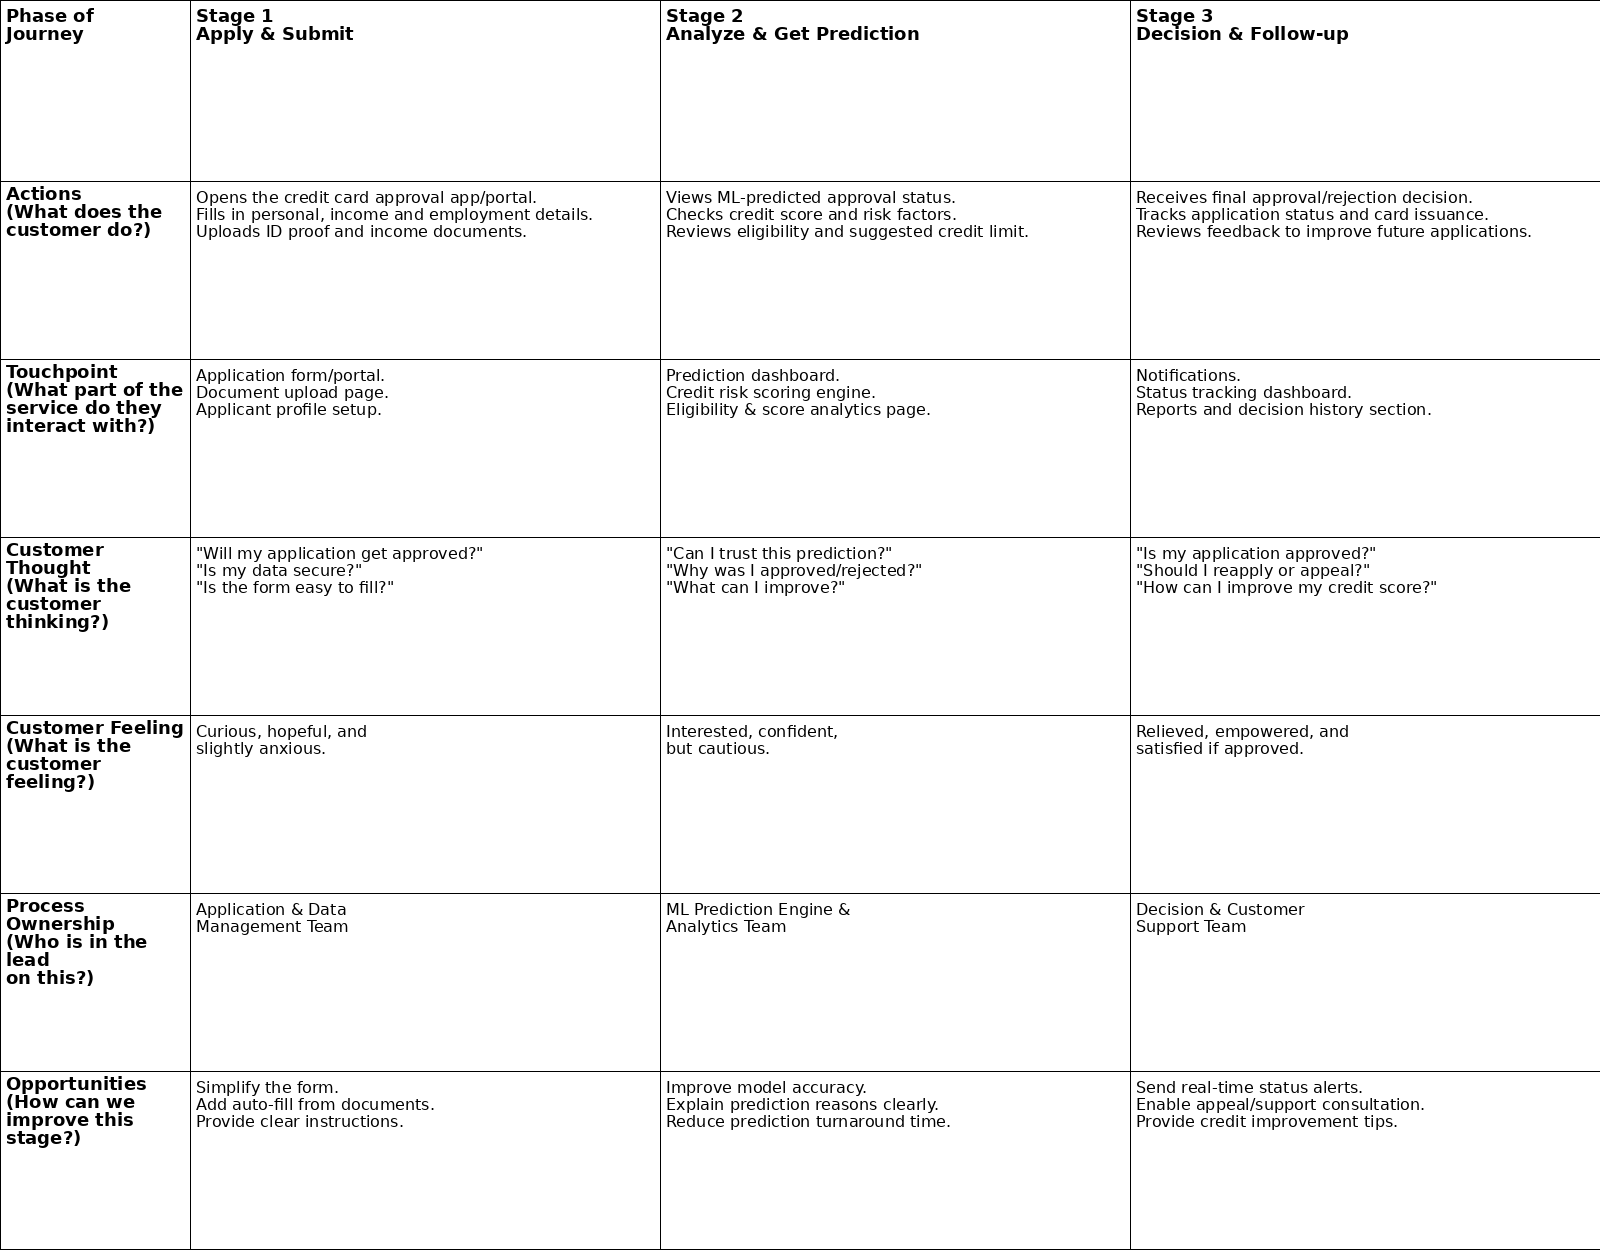 Phase of
Journey
Stage 1
Apply & Submit
Stage 2
Analyze & Get Prediction
Stage 3
Decision & Follow-up
Actions
(What does the
customer do?)
Opens the credit card approval app/portal.
Fills in personal, income and employment details.
Uploads ID proof and income documents.
Views ML-predicted approval status.
Checks credit score and risk factors.
Reviews eligibility and suggested credit limit.
Receives final approval/rejection decision.
Tracks application status and card issuance.
Reviews feedback to improve future applications.
Touchpoint
(What part of the
service do they
interact with?)
Application form/portal.
Document upload page.
Applicant profile setup.
Prediction dashboard.
Credit risk scoring engine.
Eligibility & score analytics page.
Notifications.
Status tracking dashboard.
Reports and decision history section.
Customer
Thought
(What is the
customer
thinking?)
"Will my application get approved?"
"Is my data secure?"
"Is the form easy to fill?"
"Can I trust this prediction?"
"Why was I approved/rejected?"
"What can I improve?"
"Is my application approved?"
"Should I reapply or appeal?"
"How can I improve my credit score?"
Customer Feeling
(What is the
customer
feeling?)
Curious, hopeful, and
slightly anxious.
Interested, confident,
but cautious.
Relieved, empowered, and
satisfied if approved.
Process
Ownership
(Who is in the
lead
on this?)
Application & Data
Management Team
ML Prediction Engine &
Analytics Team
Decision & Customer
Support Team
Opportunities
(How can we
improve this
stage?)
Simplify the form.
Add auto-fill from documents.
Provide clear instructions.
Improve model accuracy.
Explain prediction reasons clearly.
Reduce prediction turnaround time.
Send real-time status alerts.
Enable appeal/support consultation.
Provide credit improvement tips.